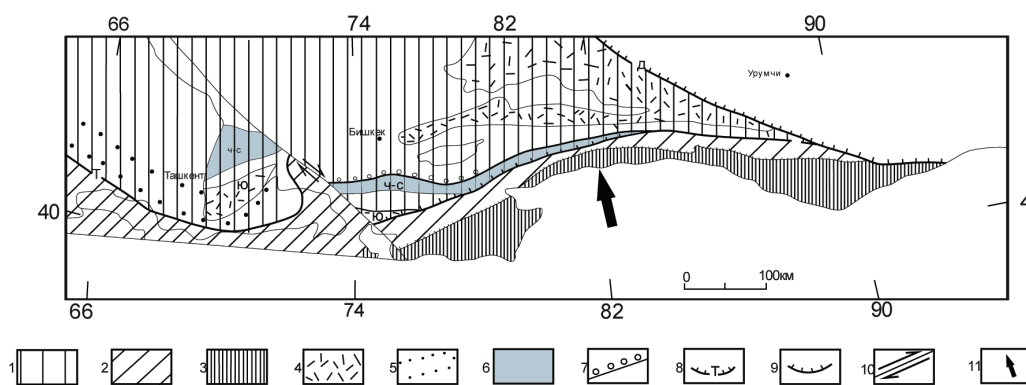 66 74 82 90
Д
Урумчи
Бишкек
ч-с
Ташкент
Т
Ю
ч-с
Ю
40
4
0 100км
66 74 82 90
1 2 3 4 5 6 7 8 Т 9 10 11